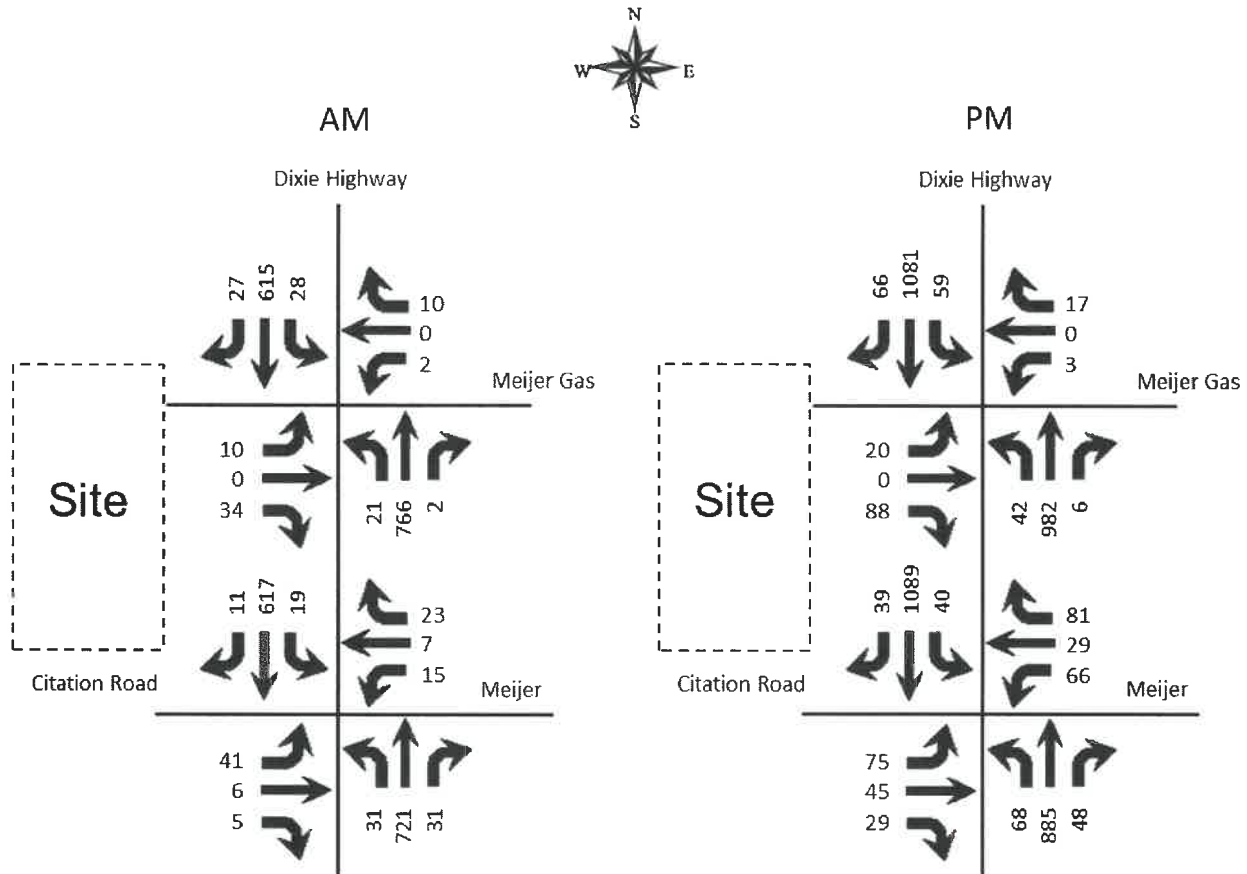 N
W E
S
AM
PM
Dixie Highway
Dixie Highway
27 615 28
10
0
2
Meijer Gas
Site
10
0
34
21 766 2
11 617 19
23
7
15
Citation Road
Meijer
41
6
5
31 721 31
66 1081 59
17
0
3
Meijer Gas
Site
20
0
88
42 982 6
39 1089 40
81
29
66
Citation Road
Meijer
75
45
29
68 885 48